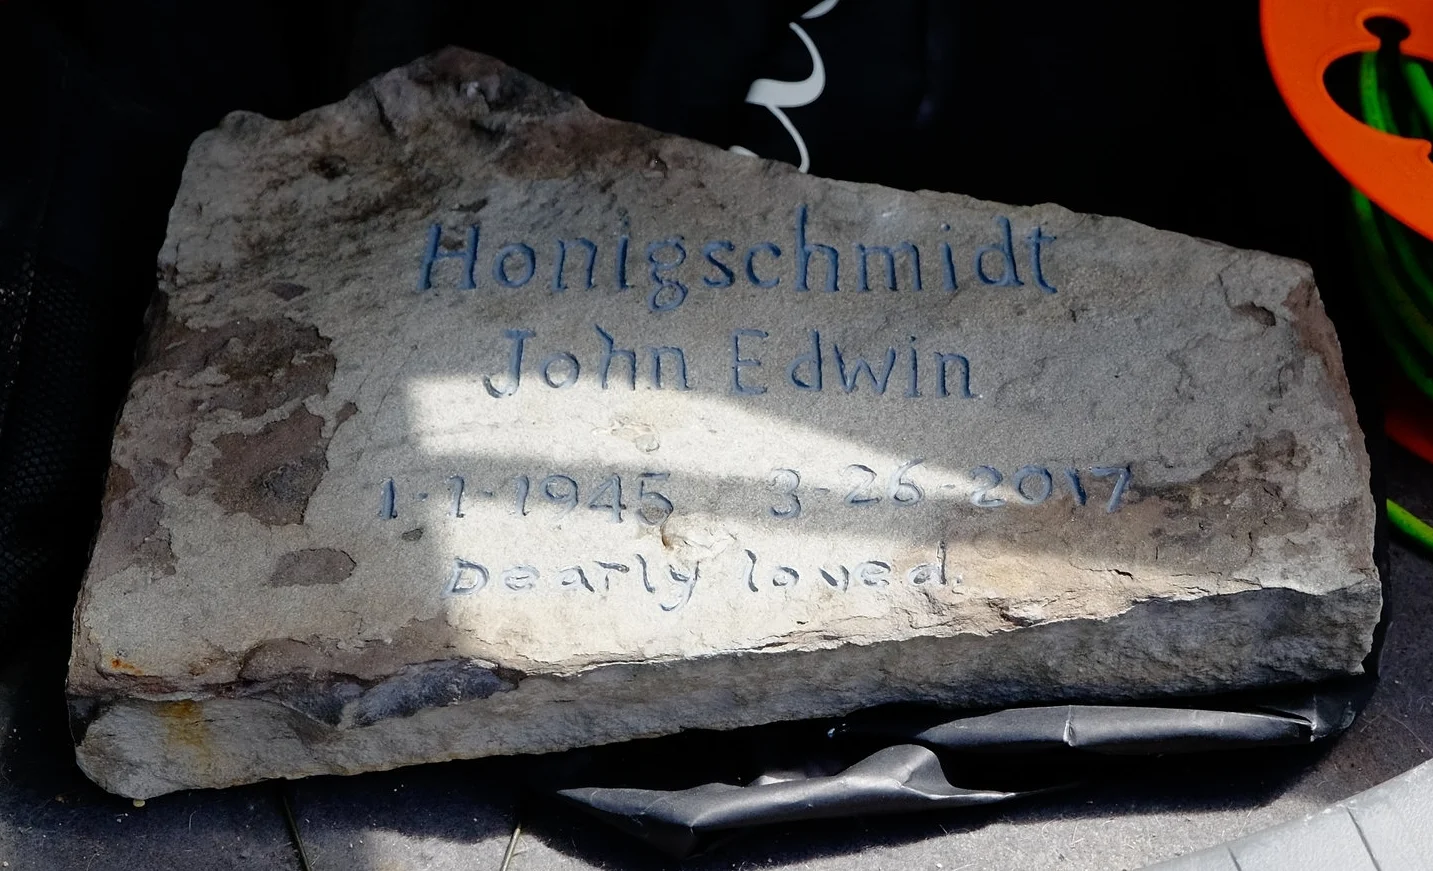 Honigschmidt
John Edwin
1-1-1945 3-26-2017
Dearly loved.